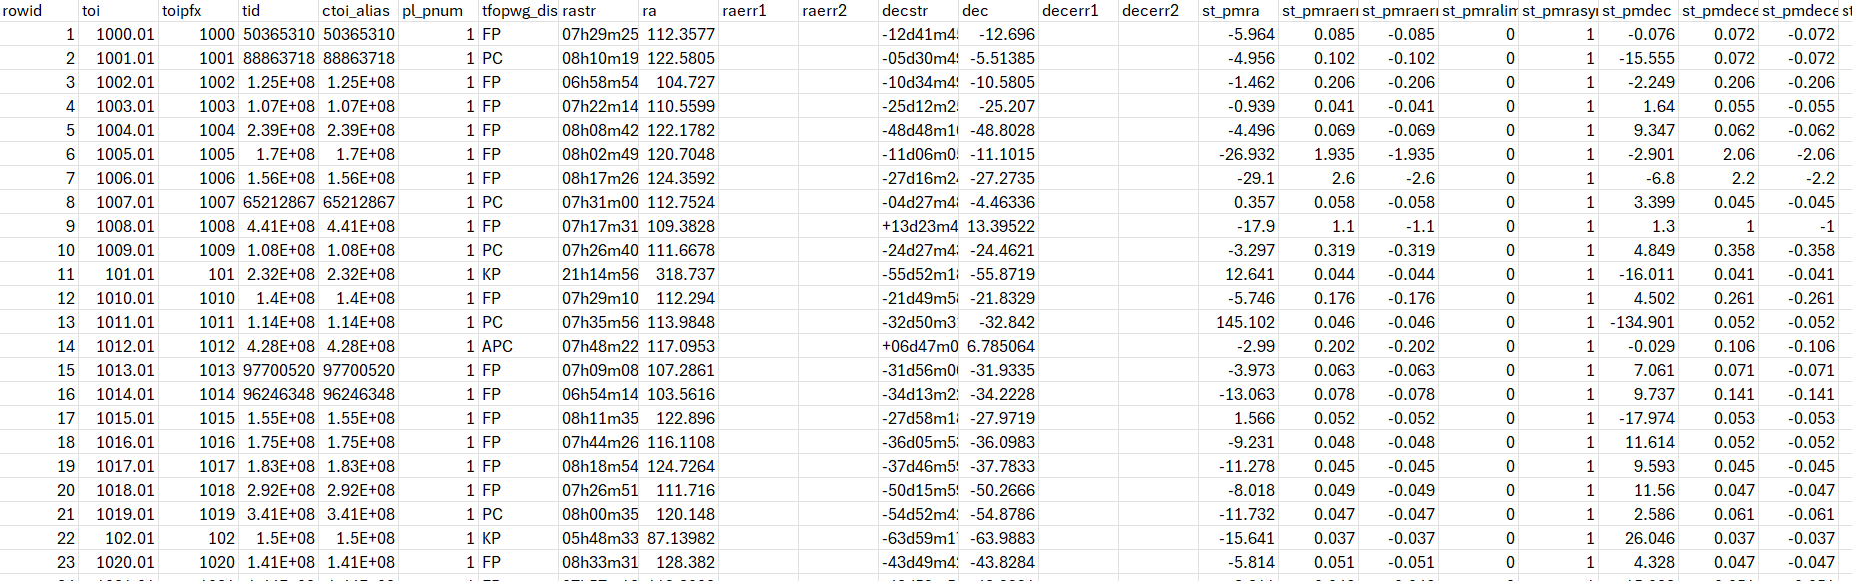 rowid toi toipfx tid ctoi_alias pl_pnum tfopwg_dis rastr ra raerr1 raerr2 decstr dec decerr1 decerr2 st_pmra st_pmraerr st_pmraerr st_pmralim st_pmrasyr st_pmdec st_pmdece st_pmdece st
1 1000.01 1000 50365310 50365310 1 FP 07h29m25 112.3577 -12d41m45 -12.696 -5.964 0.085 -0.085 0 1 -0.076 0.072 -0.072
2 1001.01 1001 88863718 88863718 1 PC 08h10m19 122.5805 -05d30m49 -5.51385 -4.956 0.102 -0.102 0 1 -15.555 0.072 -0.072
3 1002.01 1002 1.25E+08 1.25E+08 1 FP 06h58m54 104.727 -10d34m49 -10.5805 -1.462 0.206 -0.206 0 1 -2.249 0.206 -0.206
4 1003.01 1003 1.07E+08 1.07E+08 1 FP 07h22m14 110.5599 -25d12m25 -25.207 -0.939 0.041 -0.041 0 1 1.64 0.055 -0.055
5 1004.01 1004 2.39E+08 2.39E+08 1 FP 08h08m42 122.1782 -48d48m10 -48.8028 -4.496 0.069 -0.069 0 1 9.347 0.062 -0.062
6 1005.01 1005 1.7E+08 1.7E+08 1 FP 08h02m49 120.7048 -11d06m05 -11.1015 -26.932 1.935 -1.935 0 1 -2.901 2.06 -2.06
7 1006.01 1006 1.56E+08 1.56E+08 1 FP 08h17m26 124.3592 -27d16m24 -27.2735 -29.1 2.6 -2.6 0 1 -6.8 2.2 -2.2
8 1007.01 1007 65212867 65212867 1 PC 07h31m00 112.7524 -04d27m48 -4.46336 0.357 0.058 -0.058 0 1 3.399 0.045 -0.045
9 1008.01 1008 4.41E+08 4.41E+08 1 FP 07h17m31 109.3828 +13d23m4 13.39522 -17.9 1.1 -1.1 0 1 1.3 1 -1
10 1009.01 1009 1.08E+08 1.08E+08 1 PC 07h26m40 111.6678 -24d27m43 -24.4621 -3.297 0.319 -0.319 0 1 4.849 0.358 -0.358
11 101.01 101 2.32E+08 2.32E+08 1 KP 21h14m56 318.737 -55d52m18 -55.8719 12.641 0.044 -0.044 0 1 -16.011 0.041 -0.041
12 1010.01 1010 1.4E+08 1.4E+08 1 FP 07h29m10 112.294 -21d49m58 -21.8329 -5.746 0.176 -0.176 0 1 4.502 0.261 -0.261
13 1011.01 1011 1.14E+08 1.14E+08 1 PC 07h35m56 113.9848 -32d50m31 -32.842 145.102 0.046 -0.046 0 1 -134.901 0.052 -0.052
14 1012.01 1012 4.28E+08 4.28E+08 1 APC 07h48m22 117.0953 +06d47m0 6.785064 -2.99 0.202 -0.202 0 1 -0.029 0.106 -0.106
15 1013.01 1013 97700520 97700520 1 FP 07h09m08 107.2861 -31d56m00 -31.9335 -3.973 0.063 -0.063 0 1 7.061 0.071 -0.071
16 1014.01 1014 96246348 96246348 1 FP 06h54m14 103.5616 -34d13m22 -34.2228 -13.063 0.078 -0.078 0 1 9.737 0.141 -0.141
17 1015.01 1015 1.55E+08 1.55E+08 1 FP 08h11m35 122.896 -27d58m18 -27.9719 1.566 0.052 -0.052 0 1 -17.974 0.053 -0.053
18 1016.01 1016 1.75E+08 1.75E+08 1 FP 07h44m26 116.1108 -36d05m53 -36.0983 -9.231 0.048 -0.048 0 1 11.614 0.052 -0.052
19 1017.01 1017 1.83E+08 1.83E+08 1 FP 08h18m54 124.7264 -37d46m59 -37.7833 -11.278 0.045 -0.045 0 1 9.593 0.045 -0.045
20 1018.01 1018 2.92E+08 2.92E+08 1 FP 07h26m51 111.716 -50d15m59 -50.2666 -8.018 0.049 -0.049 0 1 11.56 0.047 -0.047
21 1019.01 1019 3.41E+08 3.41E+08 1 PC 08h00m35 120.148 -54d52m42 -54.8786 -11.732 0.047 -0.047 0 1 2.586 0.061 -0.061
22 102.01 102 1.5E+08 1.5E+08 1 KP 05h48m33 87.13982 -63d59m17 -63.9883 -15.641 0.037 -0.037 0 1 26.046 0.037 -0.037
23 1020.01 1020 1.41E+08 1.41E+08 1 FP 08h33m31 128.382 -43d49m42 -43.8284 -5.814 0.051 -0.051 0 1 4.328 0.047 -0.047